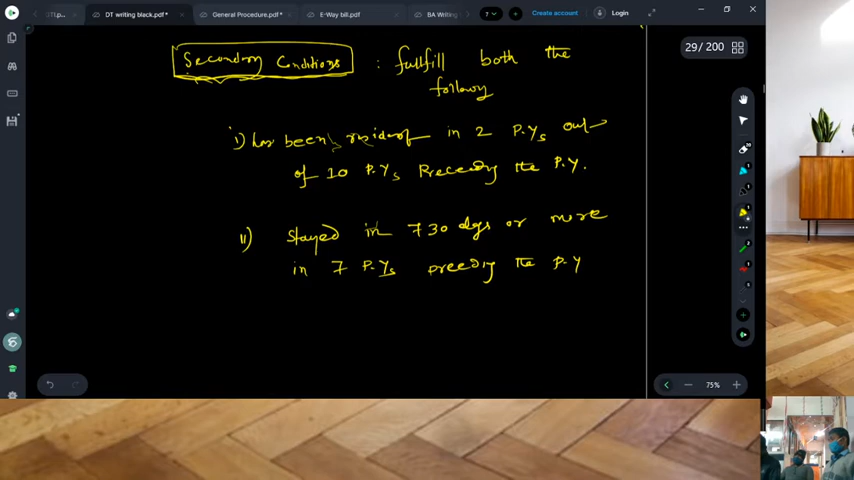 DT writing black.pdf*
General Procedure.pdf*
E-Way bill.pdf
BA Writing
7
Create account
Login
29/200
Secondary Conditions : fullfill both the
following
i) has been resident in 2 P.Ys out
of 10 P.Ys Preceding the P.Y.
ii) stayed in 730 days or more
in 7 P.Ys preeding the P.Y
75%